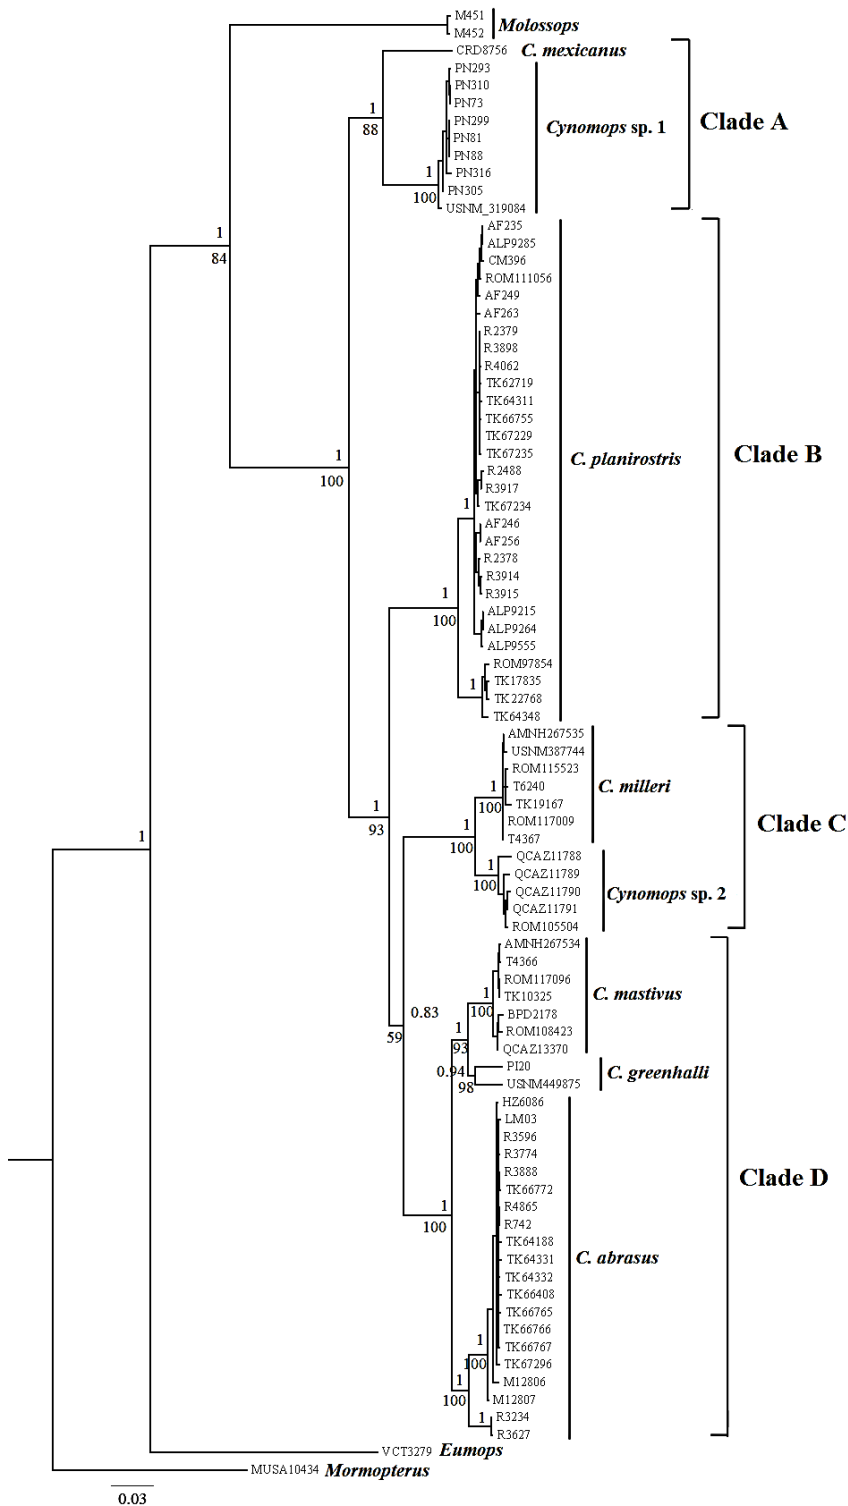 M451
Molossops
M452
CRD8756
C. mexicanus
PN293
PN310
PN73
1
PN299
Cynomops sp. 1
Clade A
88
PN81
PN88
1
PN316
100
PN305
USNM_319084
AF235
1
ALP9285
84
CM396
ROM111056
AF249
AF263
R2379
R3898
R4062
TK62719
TK64311
TK66755
TK67229
1
TK67235
C. planirostris
Clade B
100
R2488
R3917
1
TK67234
AF246
AF256
R2378
R3914
1
R3915
100
ALP9215
ALP9264
ALP9555
ROM97854
1
TK17835
TK22768
TK64348
AMNH267535
USNM387744
ROM115523
1
T6240
C. milleri
100
TK19167
1
93
1
ROM117009
Clade C
1
T4367
100
QCAZ11788
1
QCAZ11789
100
QCAZ11790
Cynomops sp. 2
QCAZ11791
ROM105504
AMNH267534
T4366
ROM117096
1
TK10325
C. mastivus
100
0.83
BPD2178
59
1
ROM108423
93
QCAZ13370
PI20
C. greenhalli
0.94
98
USNM449875
HZ6086
LM03
R3596
R3774
R3888
Clade D
TK66772
1
R4865
100
R742
TK64188
TK64331
C. abrasus
TK64332
TK66408
TK66765
TK66766
1
TK66767
100
TK67296
1
M12806
100
M12807
1
R3234
R3627
VCT3279
Eumops
MUSA10434
Mormopterus
0.03